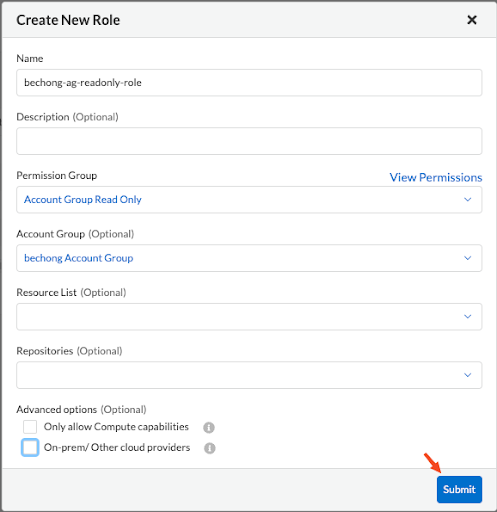 Create New Role
Name
bechong-ag-readonly-role
Description (Optional)
Permission Group View Permissions
Account Group Read Only
Account Group (Optional)
bechong Account Group
Resource List (Optional)
Repositories (Optional)
Advanced options (Optional)
Only allow Compute capabilities
On-prem/ Other cloud providers
Submit